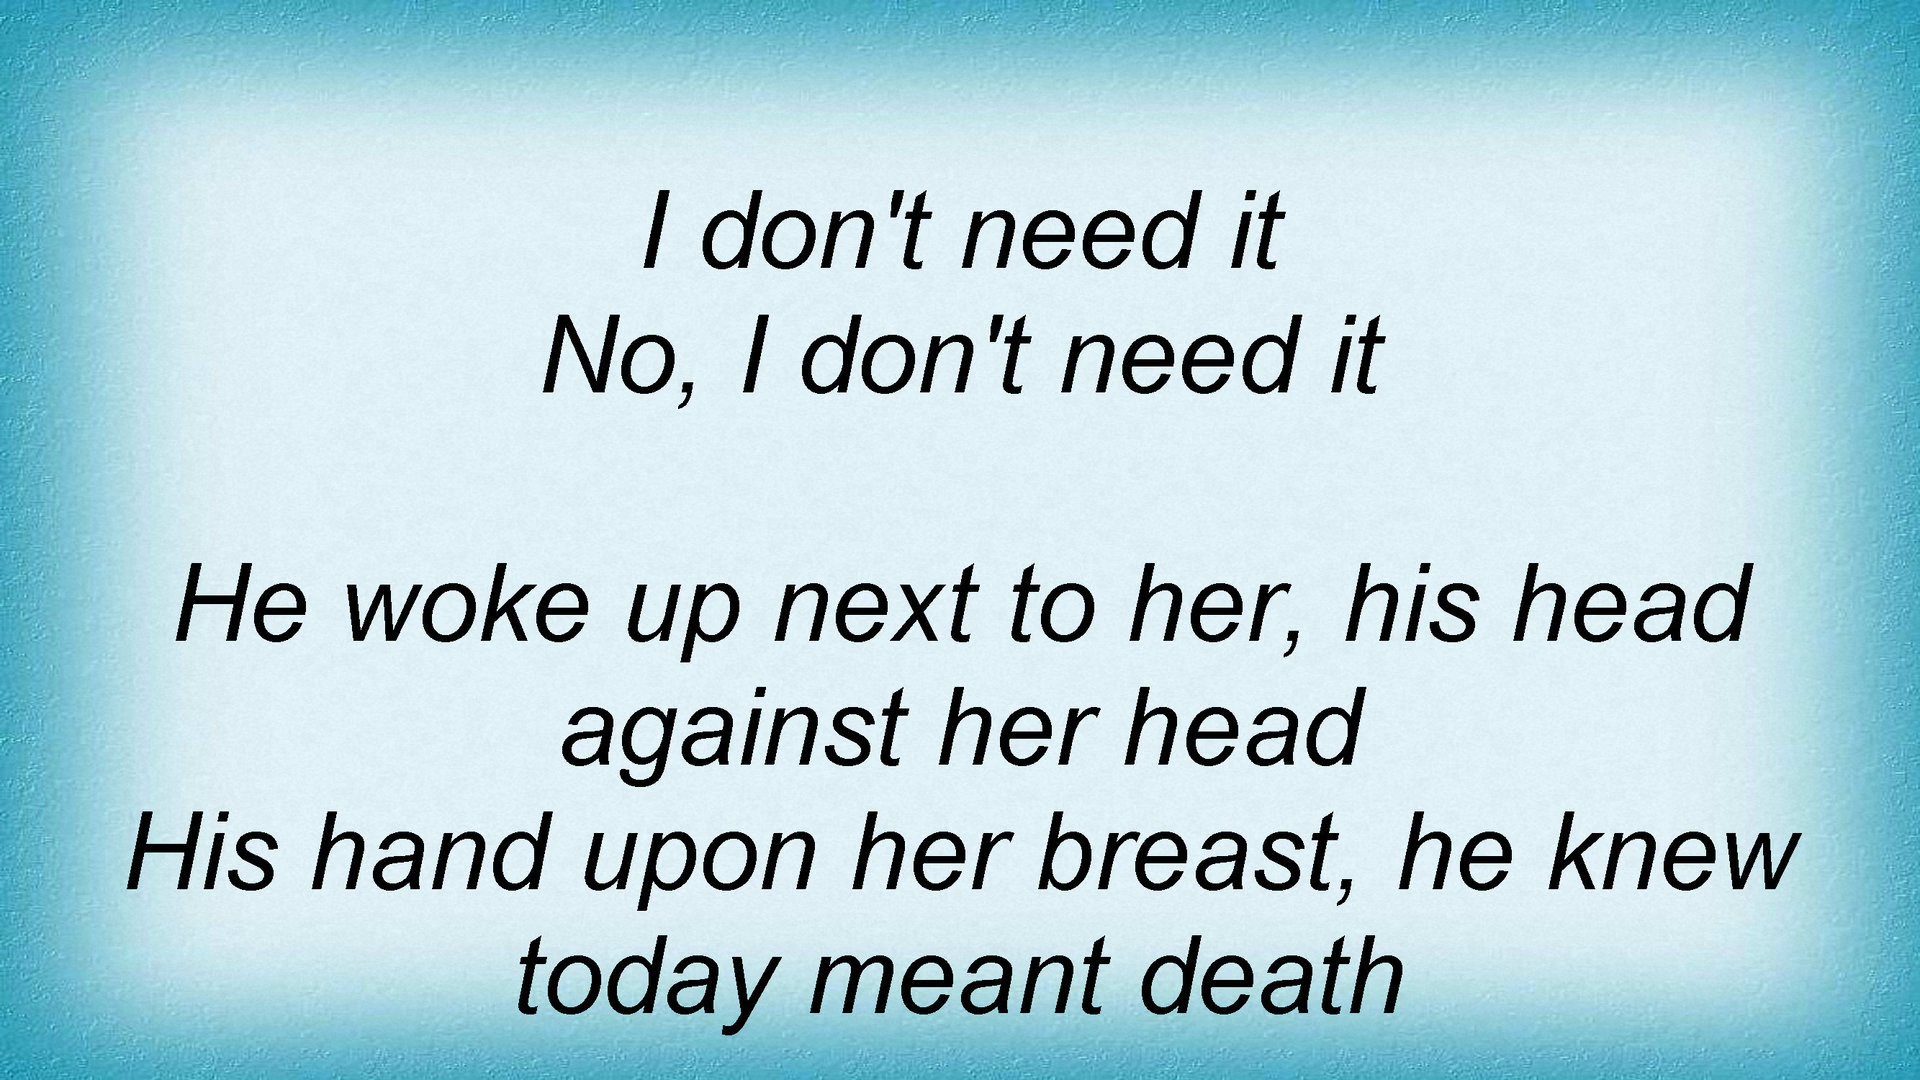 I don't need it
No, I don't need it
He woke up next to her, his head
against her head
His hand upon her breast, he knew
today meant death